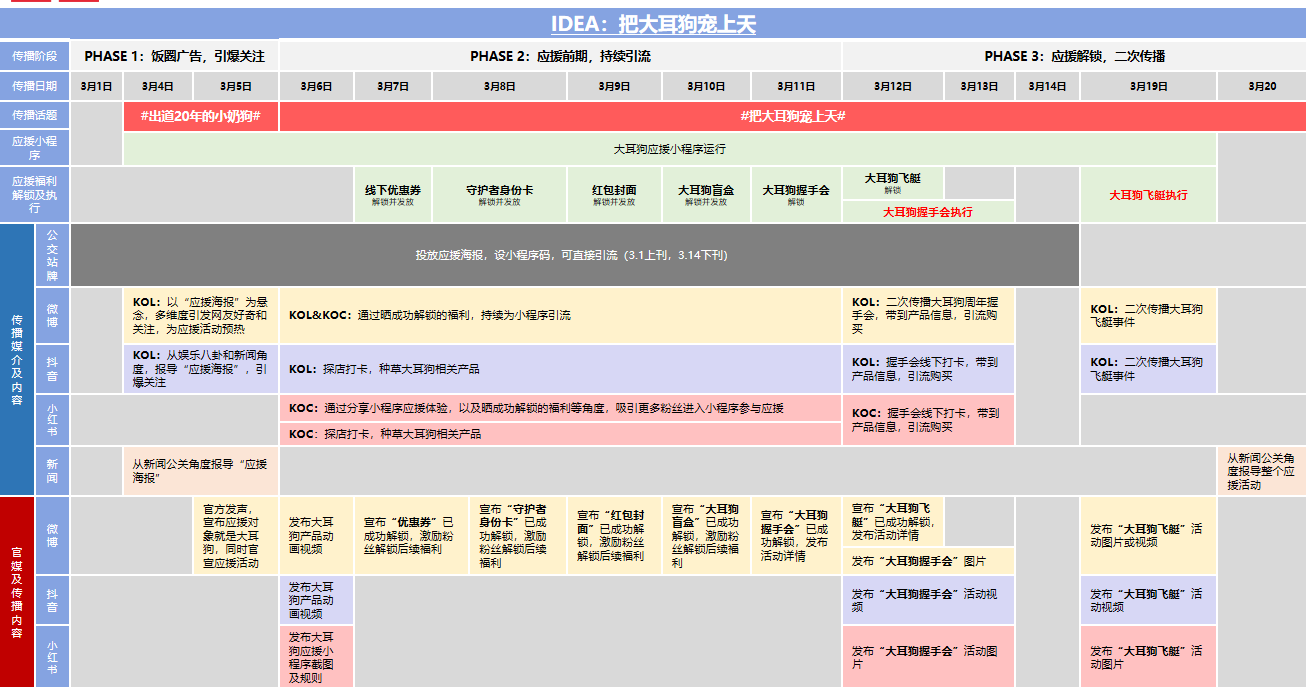 IDEA：把大耳狗宠上天
传播阶段
PHASE 1：饭圈广告，引爆关注
PHASE 2：应援前期，持续引流
PHASE 3：应援解锁，二次传播
传播日期
3月1日
3月4日
3月5日
3月6日
3月7日
3月8日
3月9日
3月10日
3月11日
3月12日
3月13日
3月14日
3月19日
3月20
传播话题
#出道20年的小奶狗#
#把大耳狗宠上天#
应援小程
序
大耳狗应援小程序运行
应援福利
解锁及执
行
线下优惠券
解锁并发放
守护者身份卡
解锁并发放
红包封面
解锁并发放
大耳狗盲盒
解锁并发放
大耳狗握手会
解锁
大耳狗飞艇
解锁
大耳狗握手会执行
大耳狗飞艇执行
传播媒介及内容
公交站牌
投放应援海报，设小程序码，可直接引流（3.1上刊，3.14下刊）
微博
KOL：以“应援海报”为悬
念，多维度引发网友好奇和
关注，为应援活动预热
KOL&KOC：通过晒成功解锁的福利，持续为小程序引流
KOL：二次传播大耳狗周年握
手会，带到产品信息，引流购
买
KOL：二次传播大耳狗
飞艇事件
抖音
KOL：从娱乐八卦和新闻角
度，报导“应援海报”，引
爆关注
KOL：探店打卡，种草大耳狗相关产品
KOL：握手会线下打卡，带到
产品信息，引流购买
KOL：二次传播大耳狗
飞艇事件
小红书
KOC：通过分享小程序应援体验，以及晒成功解锁的福利等角度，吸引更多粉丝进入小程序参与应援
KOC：探店打卡，种草大耳狗相关产品
KOC：握手会线下打卡，带到
产品信息，引流购买
新闻
从新闻公关角度报导“应援
海报”
从新闻公关角
度报导整个应
援活动
官媒及传播内容
微博
官方发声，
宣布应援对
象就是大耳
狗，同时官
宣应援活动
发布大耳
狗产品动
画视频
宣布“优惠券”已
成功解锁，激励粉
丝解锁后续福利
宣布“守护者
身份卡”已成
功解锁，激励
粉丝解锁后续
福利
宣布“红包封
面”已成功解
锁，激励粉丝
解锁后续福利
宣布“大耳狗
盲盒”已成功
解锁，激励粉
丝解锁后续福
利
宣布“大耳狗
握手会”已成
功解锁，发布
活动详情
宣布“大耳狗飞
艇”已成功解锁，
发布活动详情
发布“大耳狗握手会”图片
发布“大耳狗飞艇”活
动图片或视频
抖音
发布大耳
狗产品动
画视频
发布“大耳狗握手会”活动视
频
发布“大耳狗飞艇”活
动视频
小红书
发布大耳
狗应援小
程序截图
及规则
发布“大耳狗握手会”活动图
片
发布“大耳狗飞艇”活
动图片